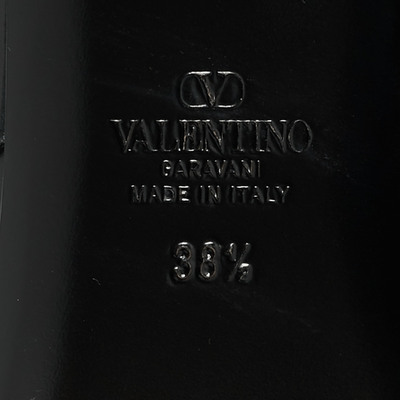 VALENTINO
GARAVANI
MADE IN ITALY
38½